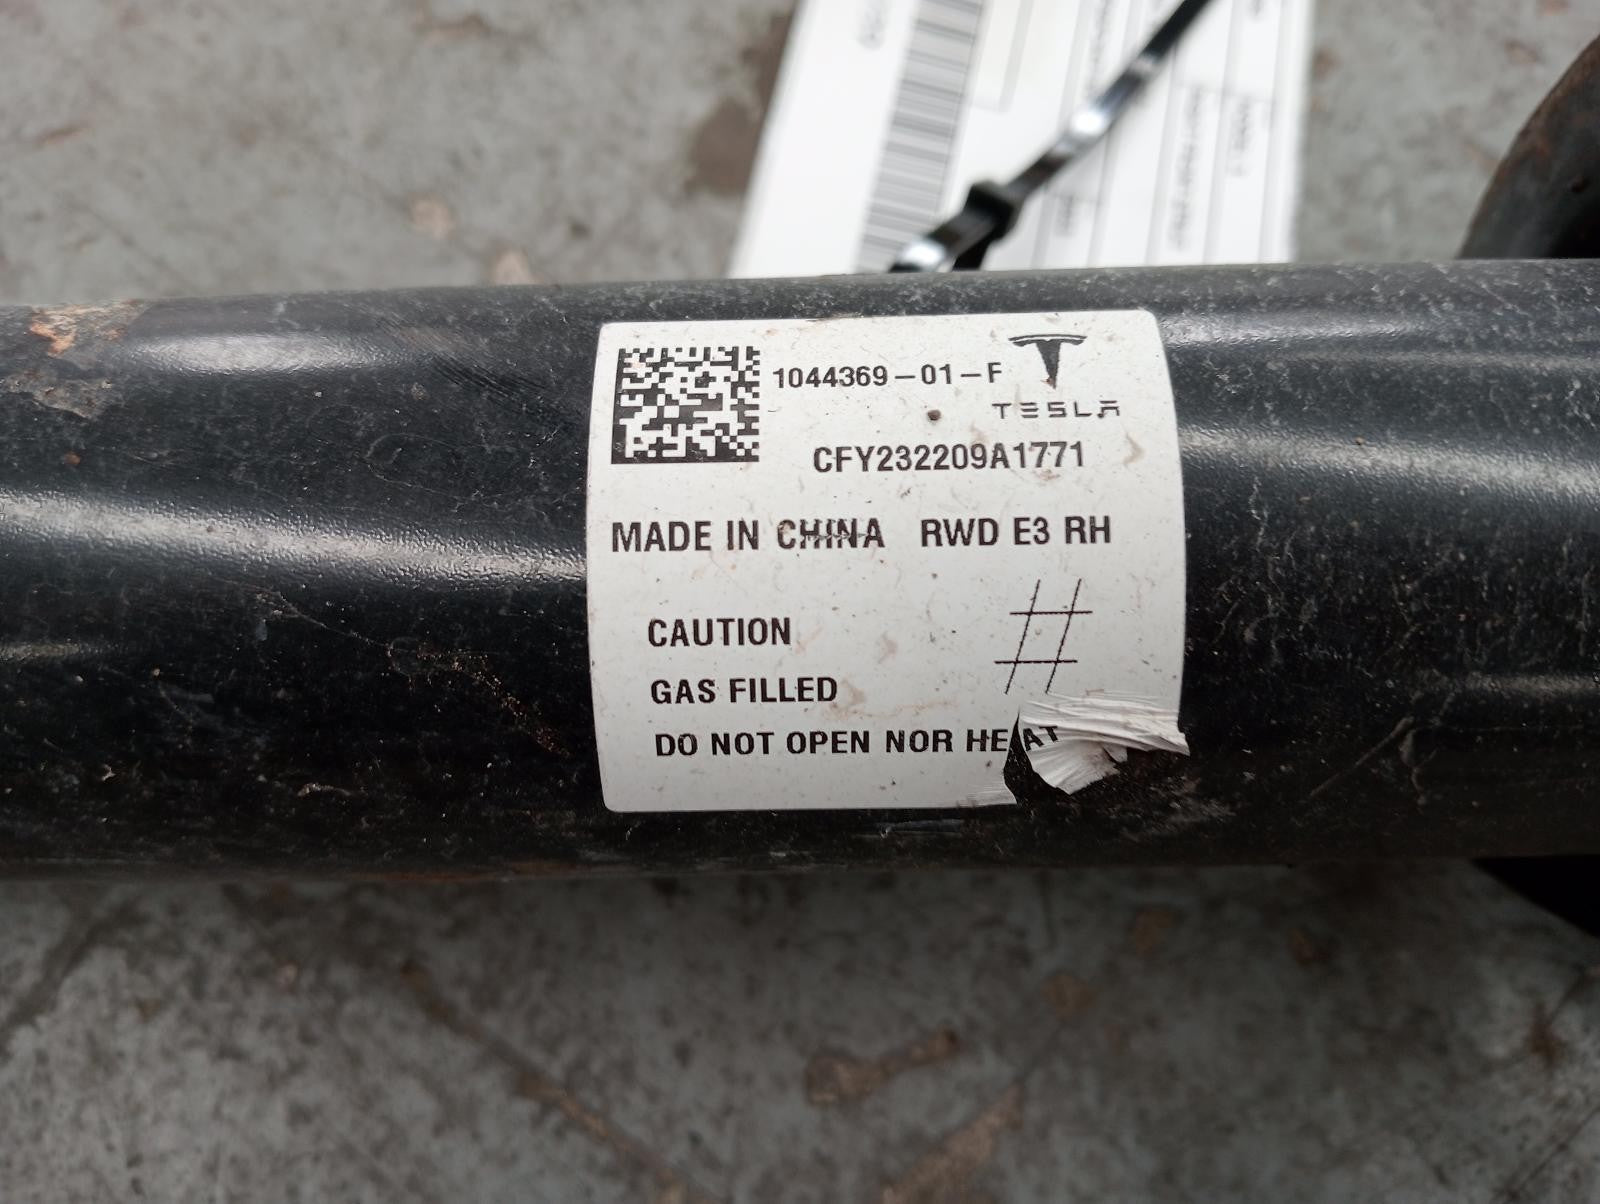 1044369-01-F
TESLA
CFY232209A1771
MADE IN CHINA RWD E3 RH
CAUTION
#
GAS FILLED
DO NOT OPEN NOR HEAT